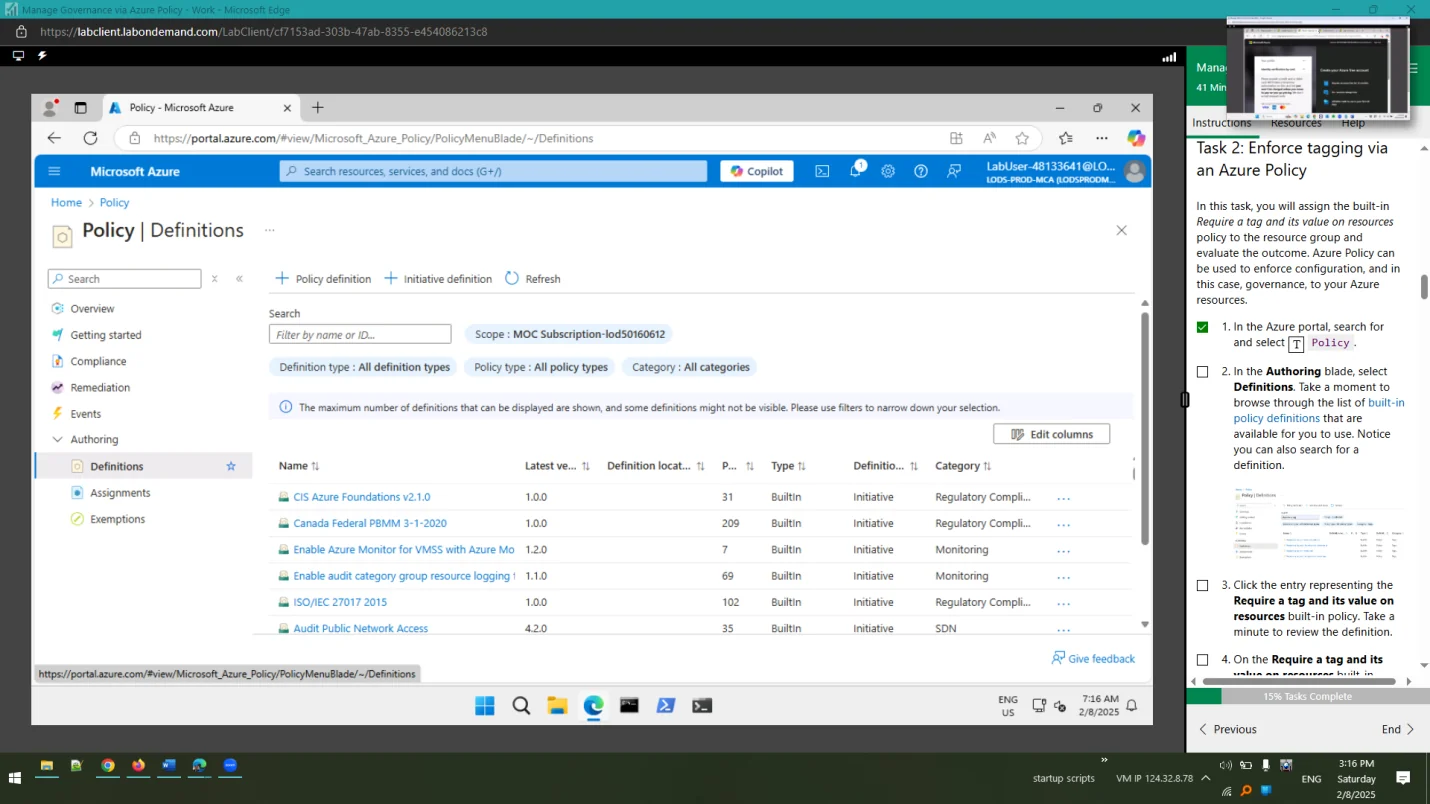 Manage Governance via Azure Policy - Work - Microsoft Edge
https://labclient.labondemand.com/LabClient/cf7153ad-303b-47ab-8355-e454086213c8
Policy - Microsoft Azure
https://portal.azure.com/#view/Microsoft_Azure_Policy/PolicyMenuBlade/~/Definitions
Microsoft Azure
Search resources, services, and docs (G+/)
Copilot
1
LabUser-48133641@LO...
LODS-PROD-MCA (LODSPRODM...
Home > Policy
Policy | Definitions
...
Search
Overview
Getting started
Compliance
Remediation
Events
Authoring
Definitions
Assignments
Exemptions
Policy definition
Initiative definition
Refresh
Search
Filter by name or ID...
Scope : MOC Subscription-lod50160612
Definition type : All definition types
Policy type : All policy types
Category : All categories
The maximum number of definitions that can be displayed are shown, and some definitions might not be visible. Please use filters to narrow down your selection.
Edit columns
Name Latest ve... Definition locat... P... Type Definitio... Category
CIS Azure Foundations v2.1.0 1.0.0 31 BuiltIn Initiative Regulatory Compli... ...
Canada Federal PBMM 3-1-2020 1.0.0 209 BuiltIn Initiative Regulatory Compli... ...
Enable Azure Monitor for VMSS with Azure Mo 1.2.0 7 BuiltIn Initiative Monitoring ...
Enable audit category group resource logging 1.1.0 69 BuiltIn Initiative Monitoring ...
ISO/IEC 27017 2015 1.0.0 102 BuiltIn Initiative Regulatory Compli... ...
Audit Public Network Access 4.2.0 35 BuiltIn Initiative SDN ...
Give feedback
https://portal.azure.com/#view/Microsoft_Azure_Policy/PolicyMenuBlade/~/Definitions
ENG
US
7:16 AM
2/8/2025
Mana
41 Min
Instructions Resources Help
Task 2: Enforce tagging via
an Azure Policy
In this task, you will assign the built-in
Require a tag and its value on resources
policy to the resource group and
evaluate the outcome. Azure Policy can
be used to enforce configuration, and in
this case, governance, to your Azure
resources.
1. In the Azure portal, search for
and select T Policy .
2. In the Authoring blade, select
Definitions. Take a moment to
browse through the list of built-in
policy definitions that are
available for you to use. Notice
you can also search for a
definition.
3. Click the entry representing the
Require a tag and its value on
resources built-in policy. Take a
minute to review the definition.
4. On the Require a tag and its
value on resources built-in
15% Tasks Complete
Previous
End
startup scripts
VM IP 124.32.8.78
ENG
3:16 PM
Saturday
2/8/2025